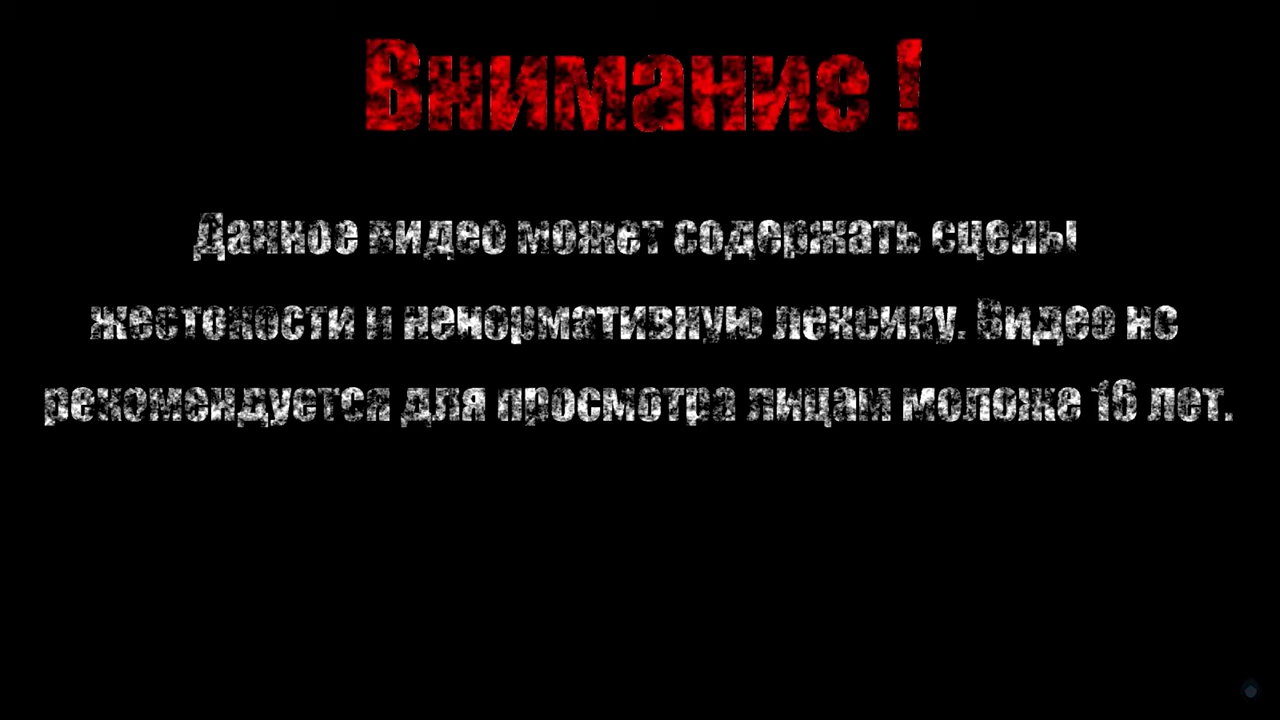 Внимание !
Данное видео может содержать сцены
жестокости и ненормативную лексику. Видео не
рекомендуется для просмотра лицам моложе 16 лет.